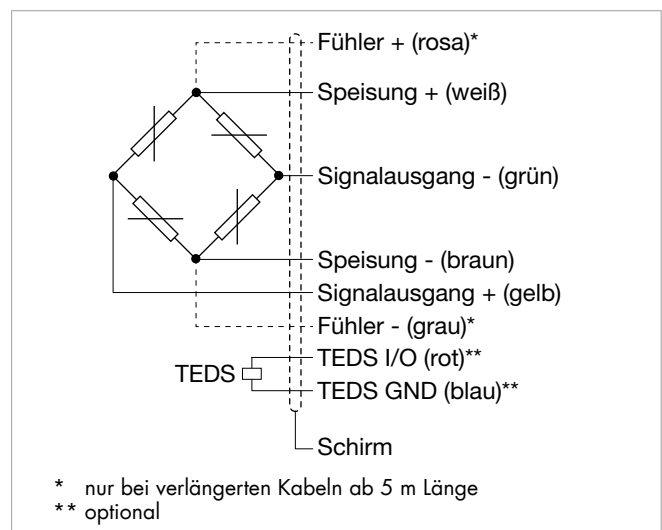 Fühler + (rosa)*
Speisung + (weiß)
Signalausgang - (grün)
Speisung - (braun)
Signalausgang + (gelb)
Fühler - (grau)*
TEDS I/O (rot)**
TEDS
TEDS GND (blau)**
Schirm
* nur bei verlängerten Kabeln ab 5 m Länge
** optional